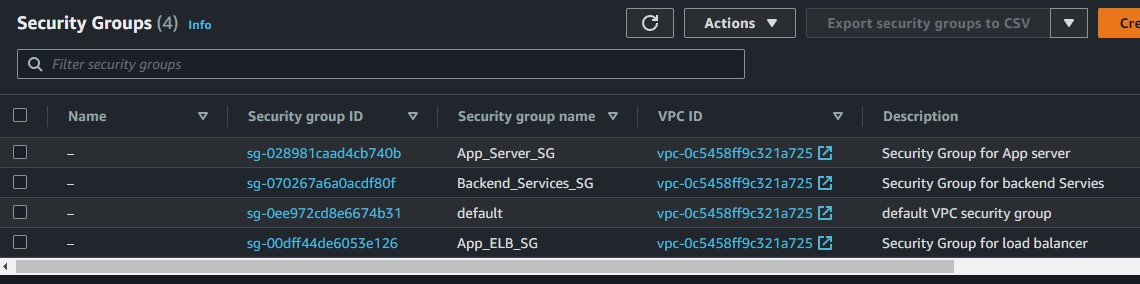 Security Groups (4) Info Actions Export security groups to CSV Cre
Filter security groups
Name Security group ID Security group name VPC ID Description
– sg-028981caad4cb740b App_Server_SG vpc-0c5458ff9c321a725 Security Group for App server
– sg-070267a6a0acdf80f Backend_Services_SG vpc-0c5458ff9c321a725 Security Group for backend Servies
– sg-0ee972cd8e6674b31 default vpc-0c5458ff9c321a725 default VPC security group
– sg-00dff44de6053e126 App_ELB_SG vpc-0c5458ff9c321a725 Security Group for load balancer